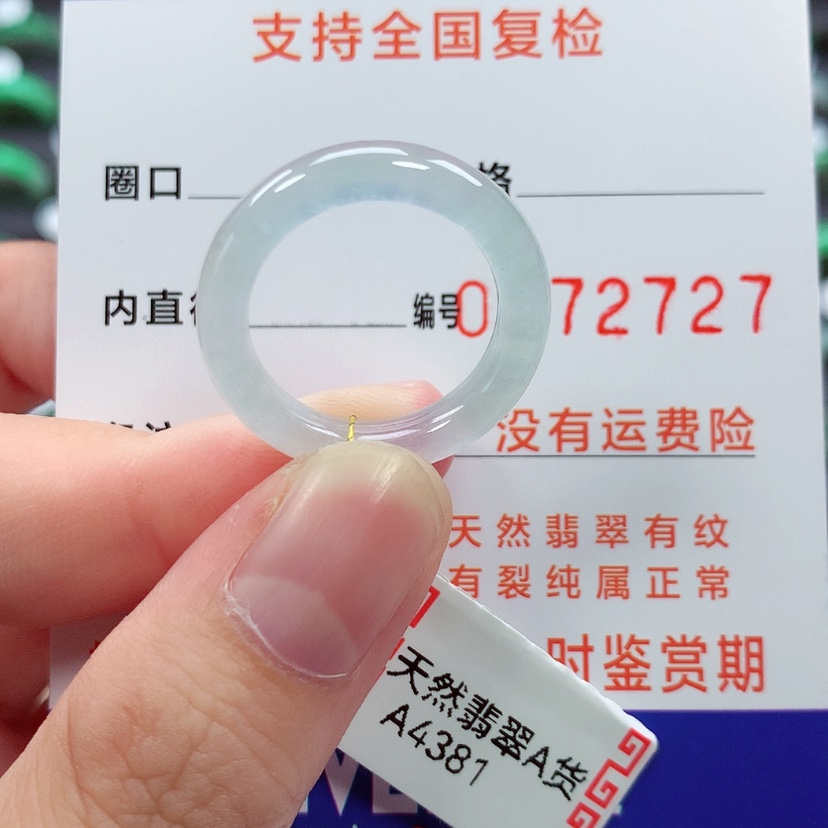 支持全国复检
圈口 格
内直径 编号 0 72727
没有运费险
天然翡翠有纹
有裂纯属正常
时鉴赏期
天然翡翠A货
A4381